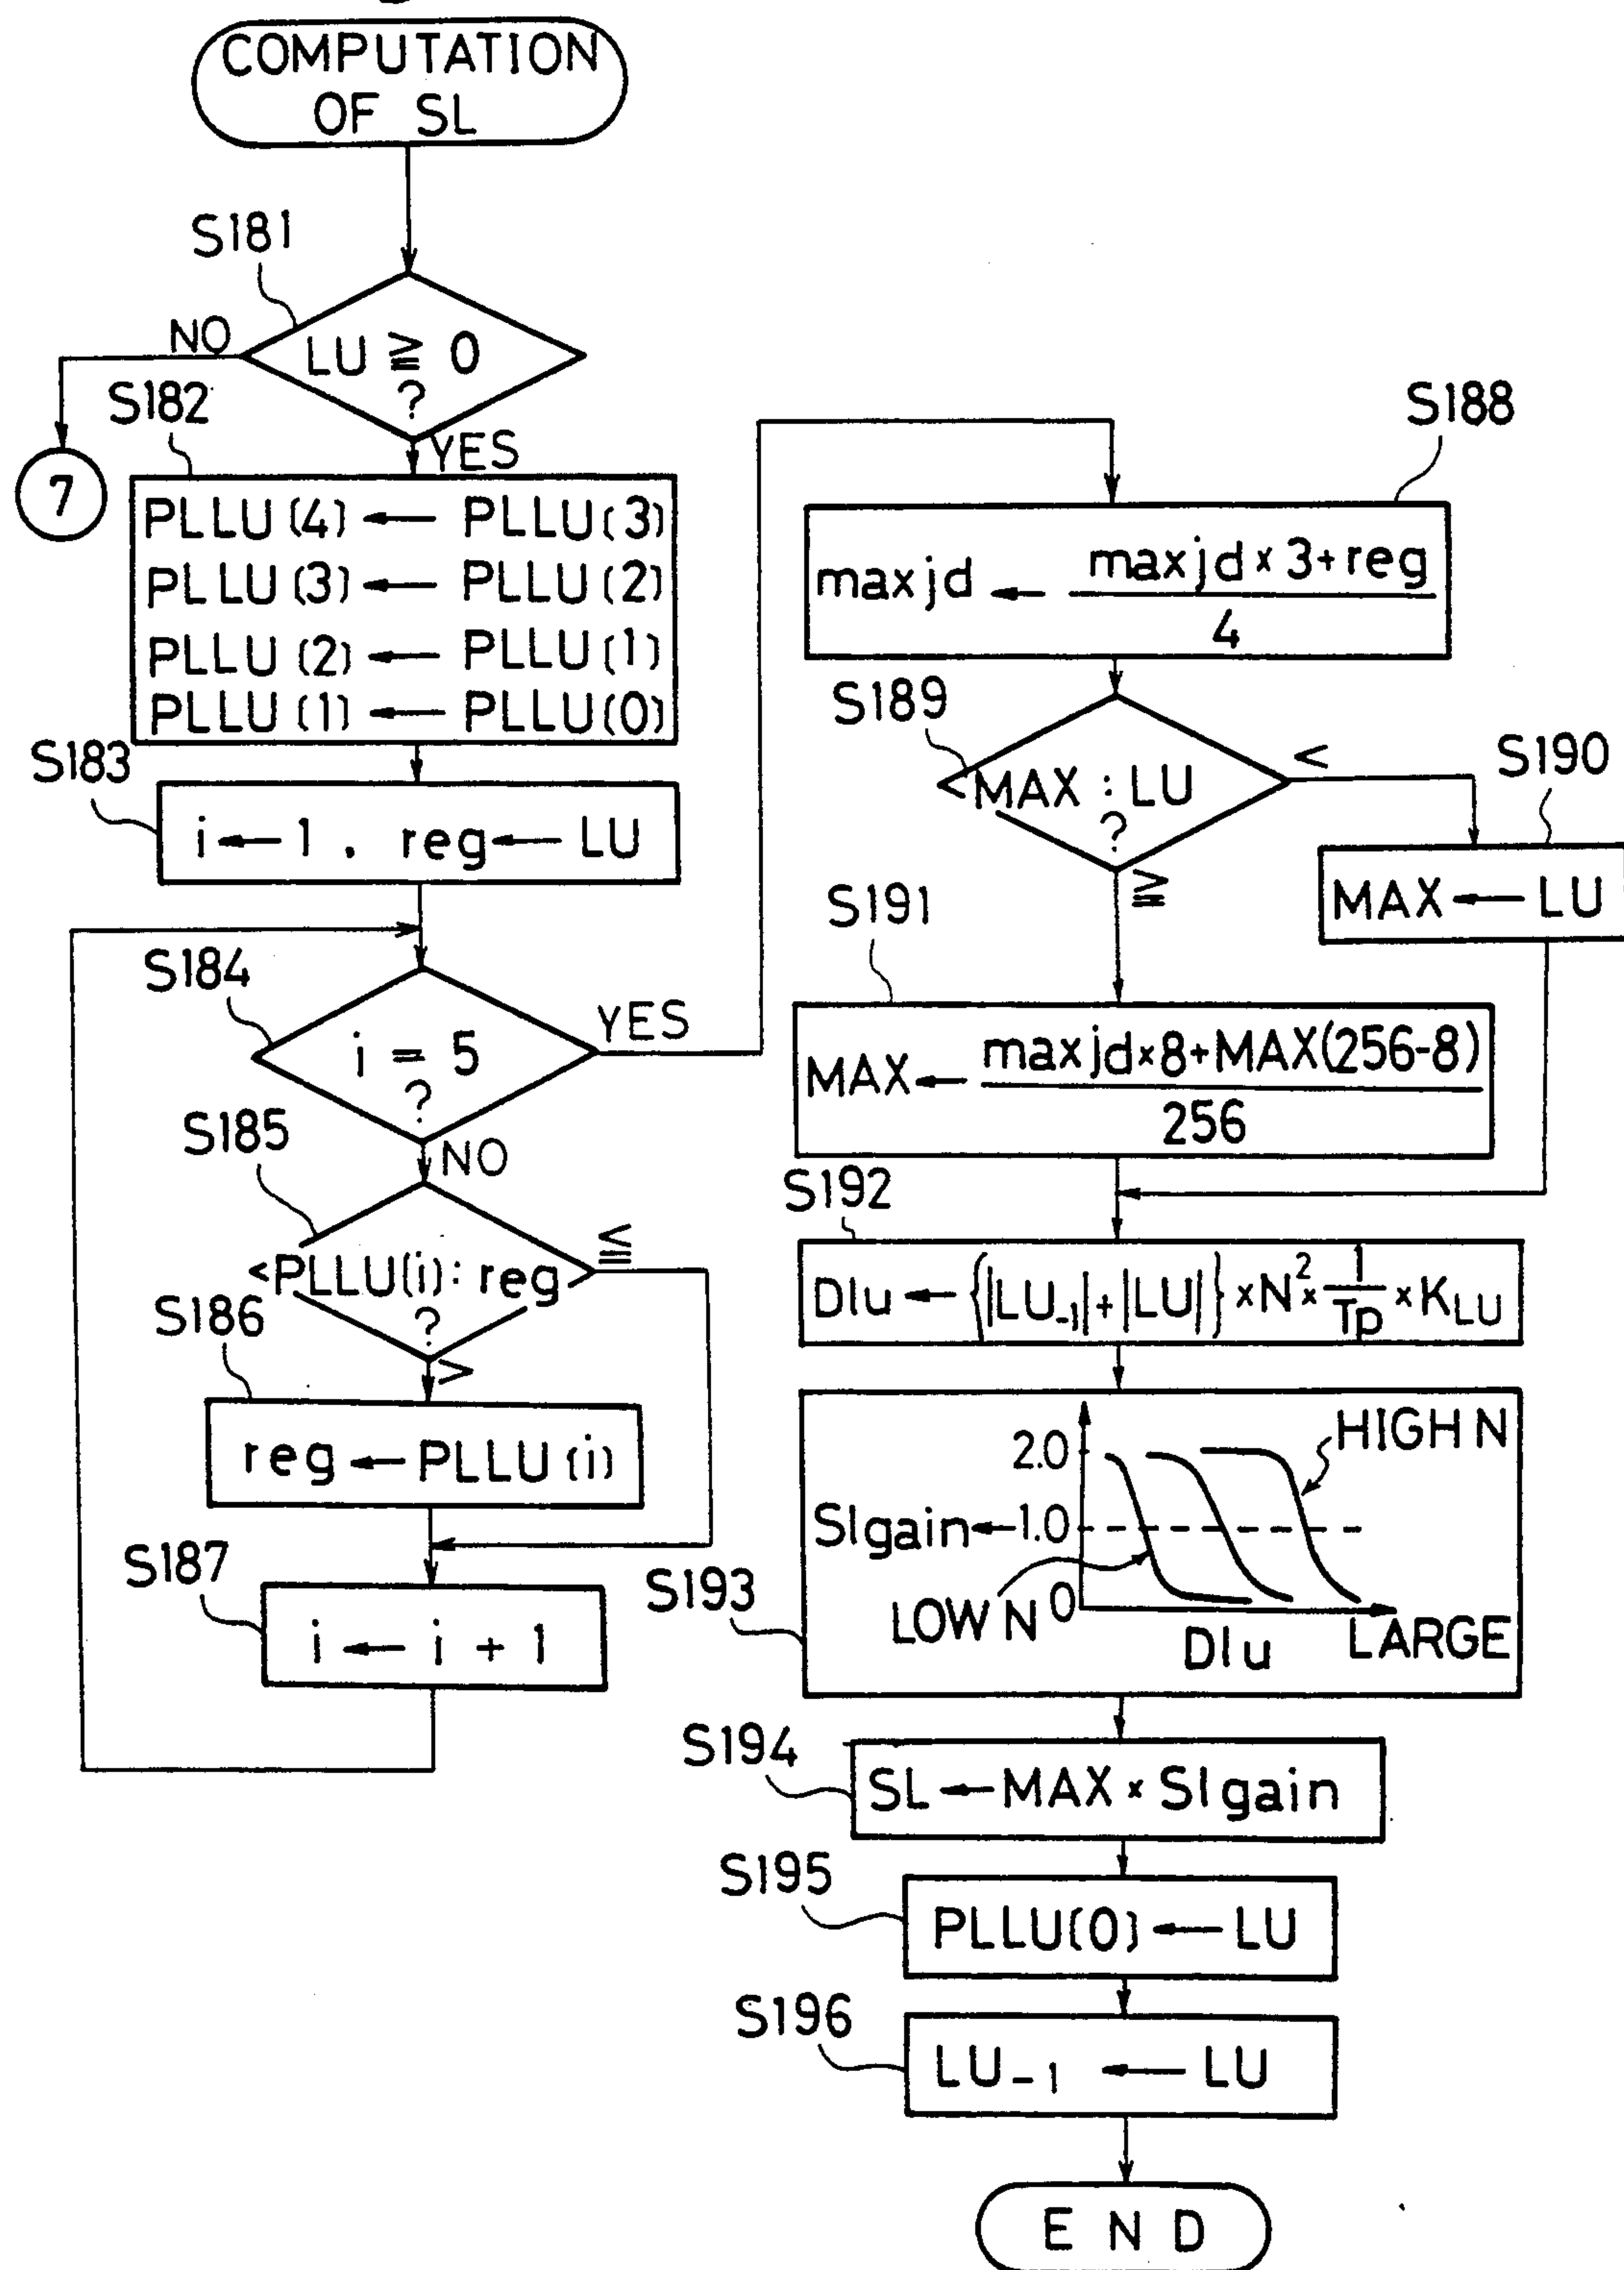 COMPUTATION
OF SL
S181
NO
LU ≧ 0
?
S182
YES
7
PLLU(4) ← PLLU(3)
PLLU(3) ← PLLU(2)
PLLU(2) ← PLLU(1)
PLLU(1) ← PLLU(0)
S183
i ← 1 . reg ← LU
S184
i = 5
?
YES
S185
NO
<PLLU(i) : reg>
?
≦
S186
>
reg ← PLLU(i)
S187
i ← i + 1
S188
maxjd ← maxjd × 3 + reg
4
S189
<MAX : LU
?
<
≧
S190
MAX ← LU
S191
MAX ← maxjd×8+MAX(256-8)
256
S192
Dlu ← {|LU₋₁| + |LU|} × N² × 1/Tp × K_LU
S193
HIGH N
2.0
Slgain ← 1.0
LOW N
0
Dlu
LARGE
S194
SL ← MAX × Slgain
S195
PLLU(0) ← LU
S196
LU₋₁ ← LU
END